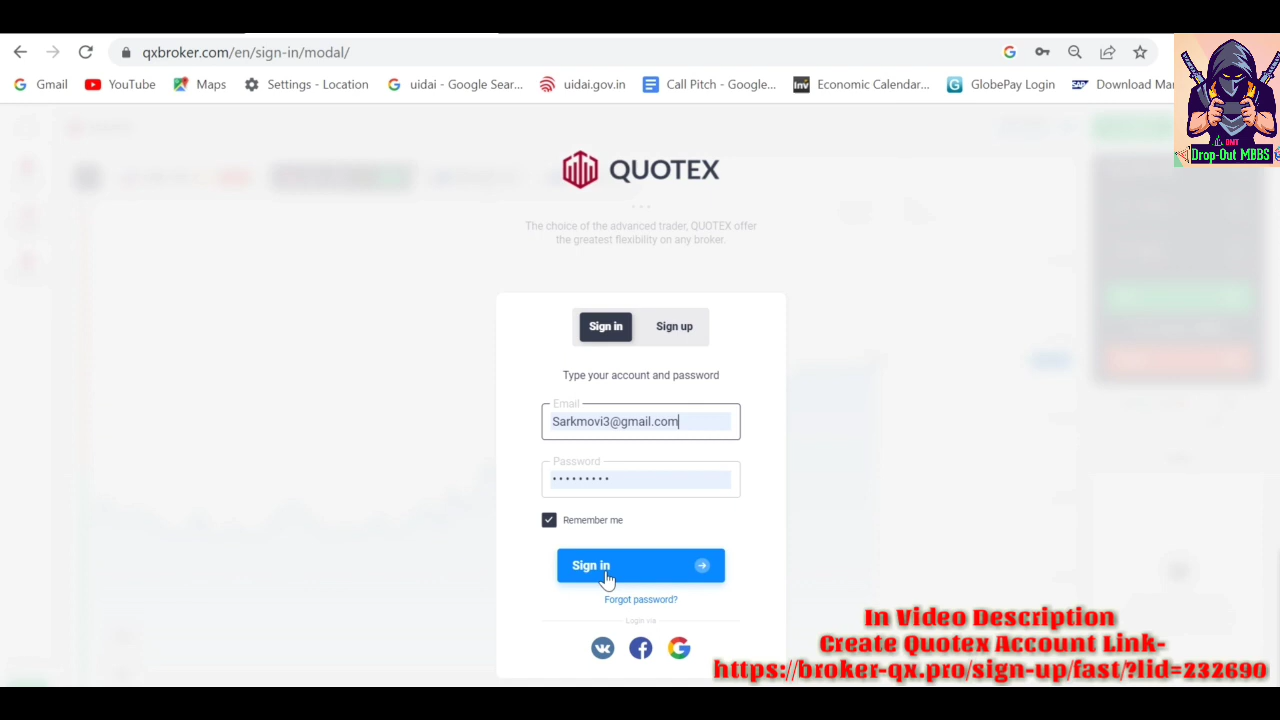 qxbroker.com/en/sign-in/modal/
Gmail YouTube Maps Settings - Location uidai - Google Sear... uidai.gov.in Call Pitch - Google... Economic Calendar... GlobePay Login Download Ma
DMT
Drop-Out MBBS
QUOTEX
The choice of the advanced trader, QUOTEX offer
the greatest flexibility on any broker.
Sign in Sign up
Type your account and password
Email
Sarkmovi3@gmail.com
Password
Remember me
Sign in
Forgot password?
Login via
In Video Description
Create Quotex Account Link-
https://broker-qx.pro/sign-up/fast/?lid=232690